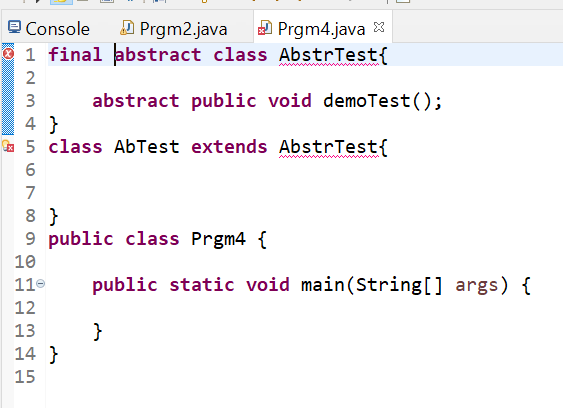 Console Prgm2.java Prgm4.java
1 final abstract class AbstrTest{
2
3 abstract public void demoTest();
4 }
5 class AbTest extends AbstrTest{
6
7
8 }
9 public class Prgm4 {
10
11 public static void main(String[] args) {
12
13 }
14 }
15